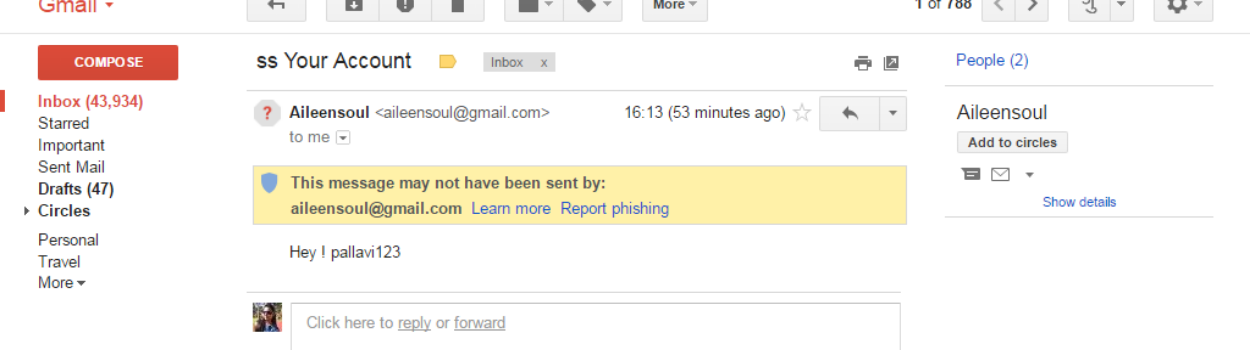 Gmail
More
1 of 788
COMPOSE
Inbox (43,934)
Starred
Important
Sent Mail
Drafts (47)
Circles
Personal
Travel
More
ss Your Account
Inbox x
Aileensoul <aileensoul@gmail.com>
16:13 (53 minutes ago)
to me
This message may not have been sent by:
aileensoul@gmail.com Learn more Report phishing
Hey ! pallavi123
Click here to reply or forward
People (2)
Aileensoul
Add to circles
Show details